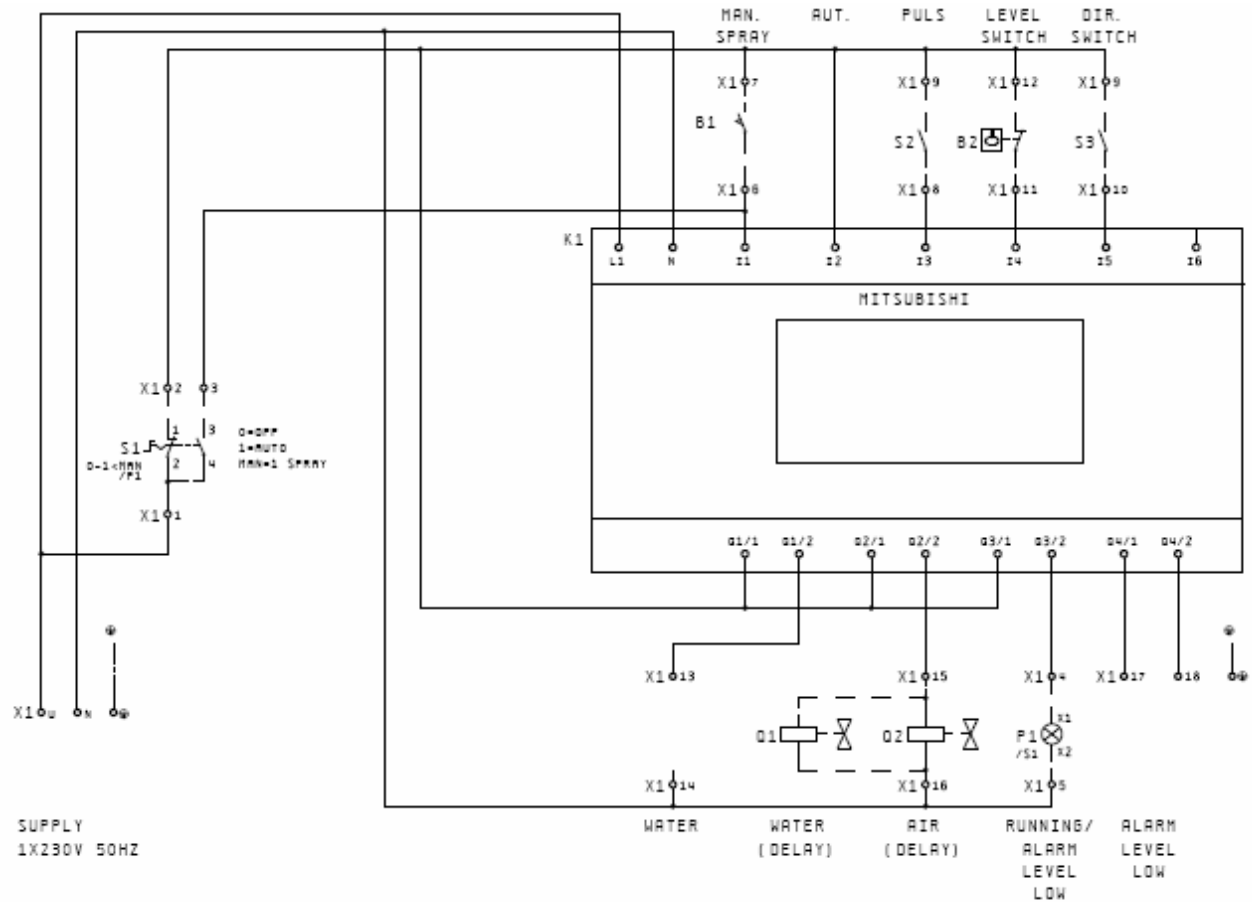 MAN. AUT. PULS LEVEL DIR.
SPRAY SWITCH SWITCH
X1 7 X1 9 X1 12 X1 9
B1 S2 B2 S3
X1 6 X1 8 X1 11 X1 10
K1
L1 N I1 I2 I3 I4 I5 I6
MITSUBISHI
X1 2 3
1 3 0=OFF
S1 1=AUTO
0-1<MAN 2 4 MAN=1 SPRAY
/P1
X1 1
Q1/1 Q1/2 Q2/1 Q2/2 Q3/1 Q3/2 Q4/1 Q4/2
X1 13 X1 15 X1 4 X1 17 18
X1 U N
Q1 Q2 P1 X1
/S1 X2
X1 14 X1 16 X1 5
SUPPLY WATER WATER AIR RUNNING/ ALARM
1X230V 50HZ (DELAY) (DELAY) ALARM LEVEL
LEVEL LOW
LOW